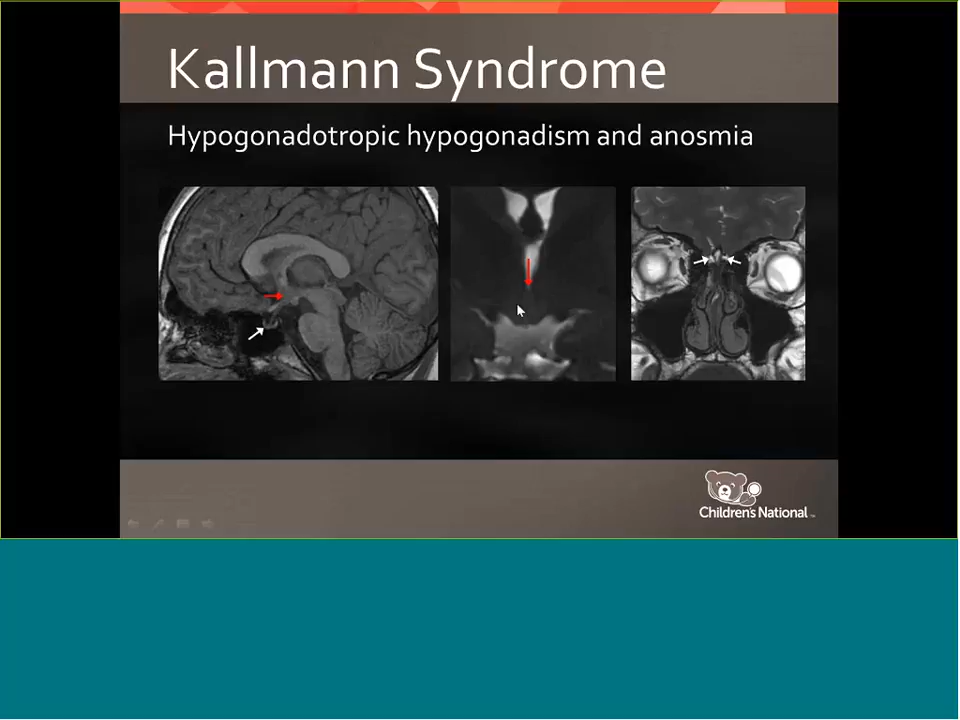 Kallmann Syndrome
Hypogonadotropic hypogonadism and anosmia
Children's National